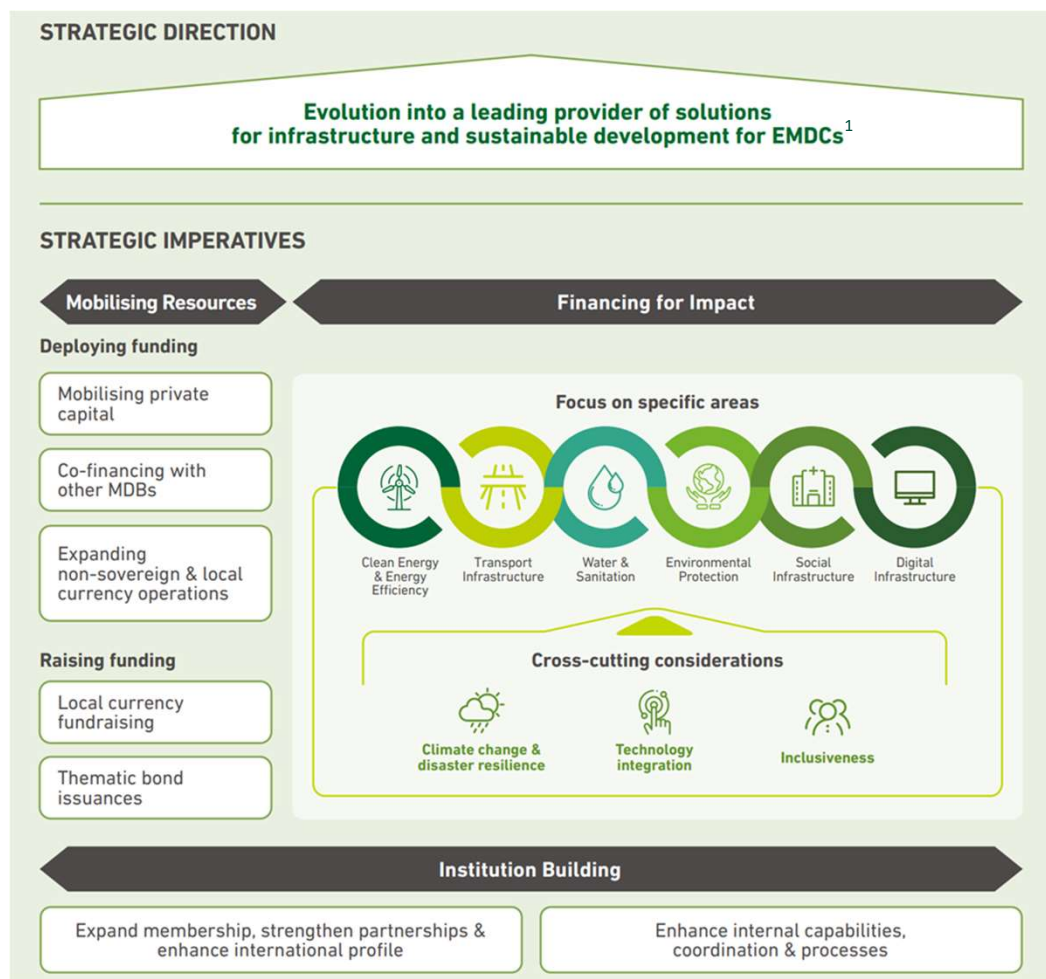 STRATEGIC DIRECTION
Evolution into a leading provider of solutions
for infrastructure and sustainable development for EMDCs1
STRATEGIC IMPERATIVES
Mobilising Resources
Financing for Impact
Deploying funding
Mobilising private
capital
Co-financing with
other MDBs
Expanding
non-sovereign & local
currency operations
Raising funding
Local currency
fundraising
Thematic bond
issuances
Focus on specific areas
Clean Energy
& Energy
Efficiency
Transport
Infrastructure
Water &
Sanitation
Environmental
Protection
Social
Infrastructure
Digital
Infrastructure
Cross-cutting considerations
Climate change &
disaster resilience
Technology
integration
Inclusiveness
Institution Building
Expand membership, strengthen partnerships &
enhance international profile
Enhance internal capabilities,
coordination & processes